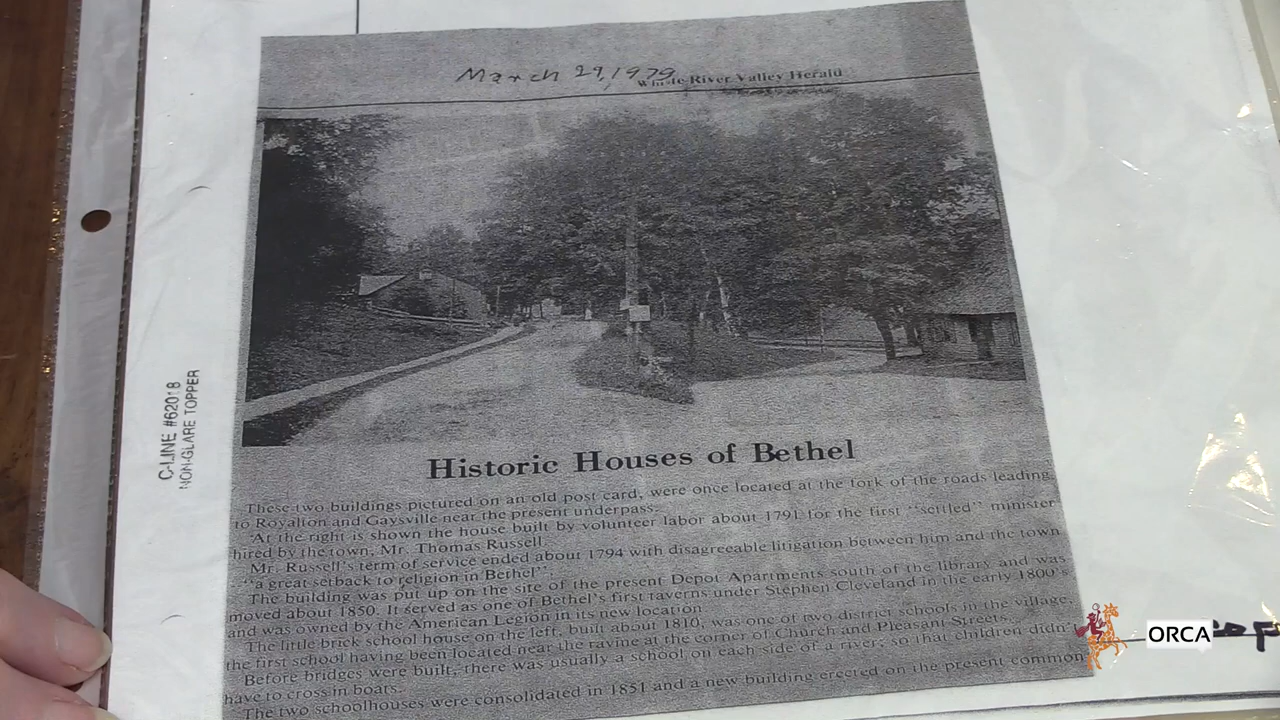 March 29, 1979
White River Valley Herald
C-LINE #62018
NON-GLARE TOPPER
Historic Houses of Bethel
These two buildings pictured on an old post card, were once located at the fork of the roads leading
to Royalton and Gaysville near the present underpass.
At the right is shown the house built by volunteer labor about 1791 for the first "settled" minister
hired by the town, Mr. Thomas Russell.
Mr. Russell's term of service ended about 1794 with disagreeable litigation between him and the town
"a great setback to religion in Bethel".
The building was put up on the site of the present Depot Apartments south of the library and was
moved about 1850. It served as one of Bethel's first taverns under Stephen Cleveland in the early 1800's
and was owned by the American Legion in its new location
The little brick school house on the left, built about 1810, was one of two district schools in the village,
the first school having been located near the ravine at the corner of Church and Pleasant Streets.
Before bridges were built, there was usually a school on each side of a river, so that children didn't
have to cross in boats.
The two schoolhouses were consolidated in 1851 and a new building erected on the present common
ORCA